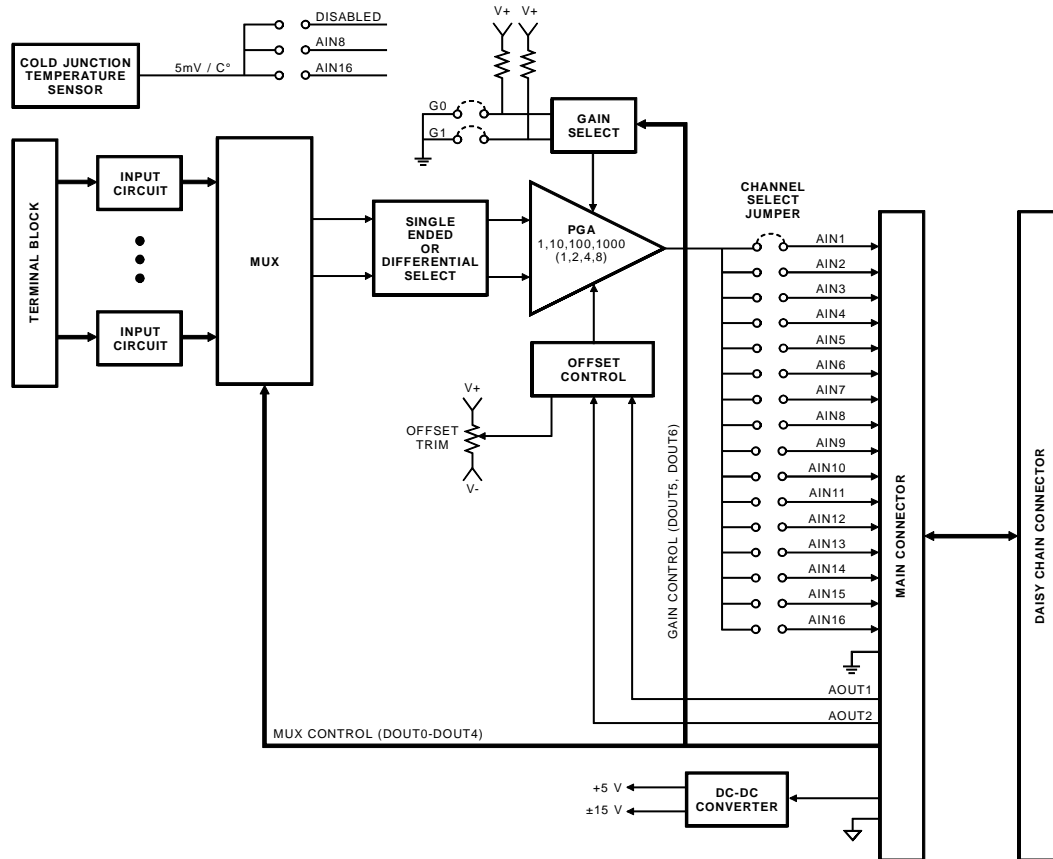 DISABLED
AIN8
AIN16
COLD JUNCTION
TEMPERATURE
SENSOR
5mV / C°
V+ V+
G0
G1
GAIN
SELECT
TERMINAL BLOCK
INPUT
CIRCUIT
INPUT
CIRCUIT
MUX
SINGLE
ENDED
OR
DIFFERENTIAL
SELECT
PGA
1,10,100,1000
(1,2,4,8)
OFFSET
CONTROL
V+
OFFSET
TRIM
V-
CHANNEL
SELECT
JUMPER
AIN1
AIN2
AIN3
AIN4
AIN5
AIN6
AIN7
AIN8
AIN9
AIN10
AIN11
AIN12
AIN13
AIN14
AIN15
AIN16
GAIN CONTROL (DOUT5, DOUT6)
AOUT1
AOUT2
MUX CONTROL (DOUT0-DOUT4)
+5 V
±15 V
DC-DC
CONVERTER
MAIN CONNECTOR
DAISY CHAIN CONNECTOR